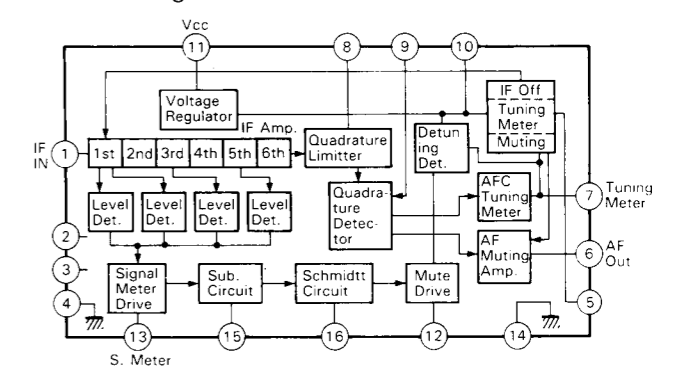 Vcc
11
8
9
10
Voltage
Regulator
IF Off
Tuning
Meter
Muting
IF Amp.
IF
IN
1
1st
2nd
3rd
4th
5th
6th
Quadrature
Limitter
Detun
ing
Det.
Level
Det.
Level
Det.
Level
Det.
Level
Det.
Quadra-
ture
Detec-
tor
AFC
Tuning
Meter
7
Tuning
Meter
2
AF
Muting
Amp.
6
AF
Out
3
Signal
Meter
Drive
Sub.
Circuit
Schmidtt
Circuit
Mute
Drive
4
5
13
15
16
12
14
S. Meter